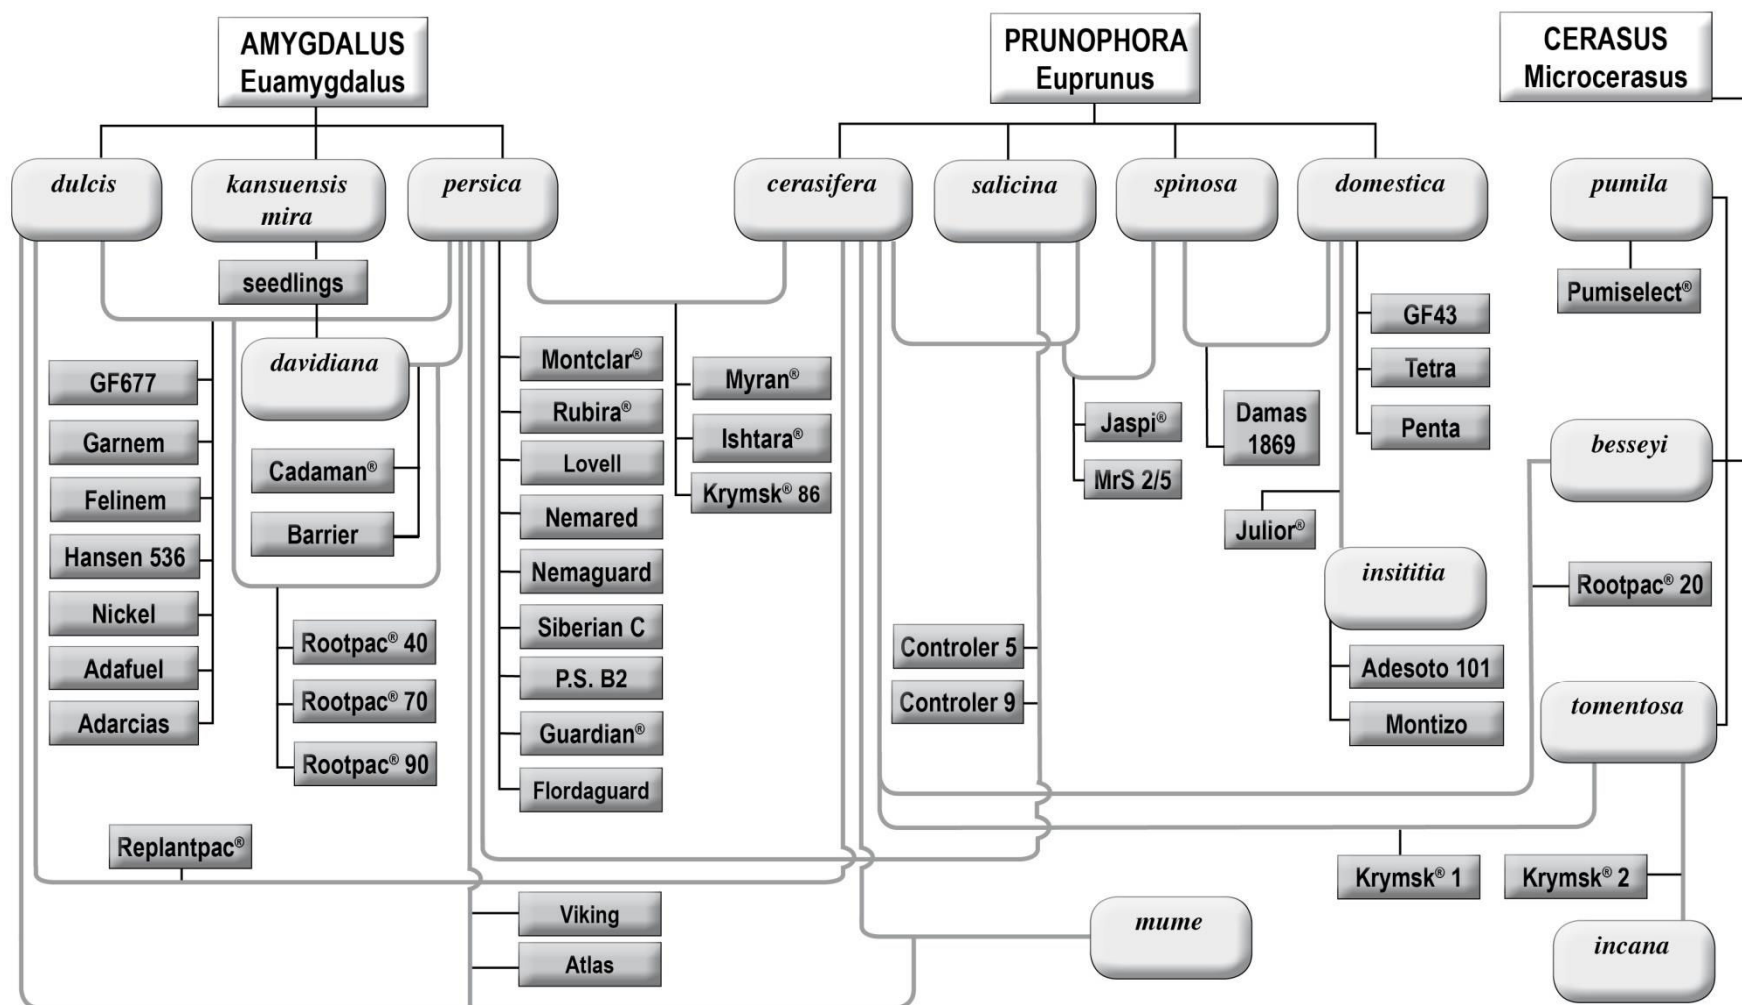 AMYGDALUS
Euamygdalus
PRUNOPHORA
Euprunus
CERASUS
Microcerasus
dulcis
kansuensis
mira
persica
cerasifera
salicina
spinosa
domestica
pumila
seedlings
Pumiselect®
davidiana
GF677
Garnem
Felinem
Hansen 536
Nickel
Adafuel
Adarcias
Cadaman®
Barrier
Rootpac® 40
Rootpac® 70
Rootpac® 90
Montclar®
Rubira®
Lovell
Nemared
Nemaguard
Siberian C
P.S. B2
Guardian®
Flordaguard
Myran®
Ishtara®
Krymsk® 86
Jaspi®
MrS 2/5
Damas
1869
GF43
Tetra
Penta
Julior®
insititia
Adesoto 101
Montizo
Controler 5
Controler 9
besseyi
Rootpac® 20
tomentosa
Replantpac®
Viking
Atlas
mume
Krymsk® 1
Krymsk® 2
incana